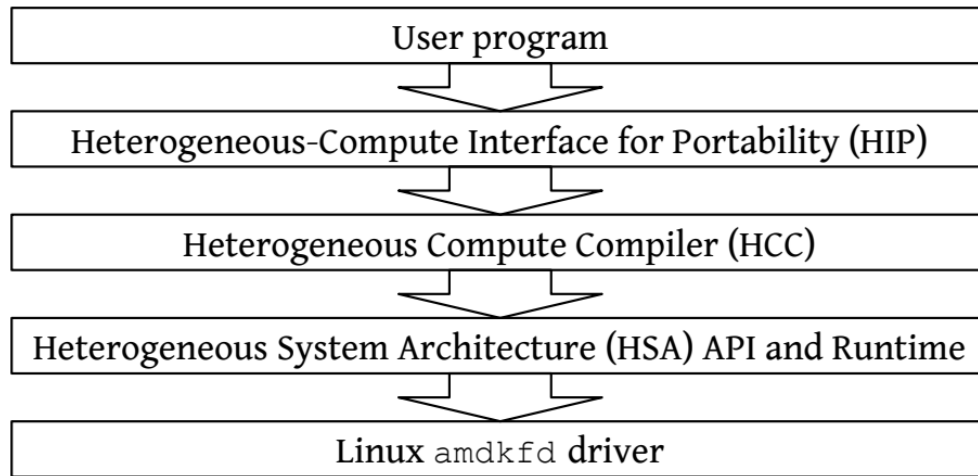 User program
Heterogeneous-Compute Interface for Portability (HIP)
Heterogeneous Compute Compiler (HCC)
Heterogeneous System Architecture (HSA) API and Runtime
Linux amdkfd driver